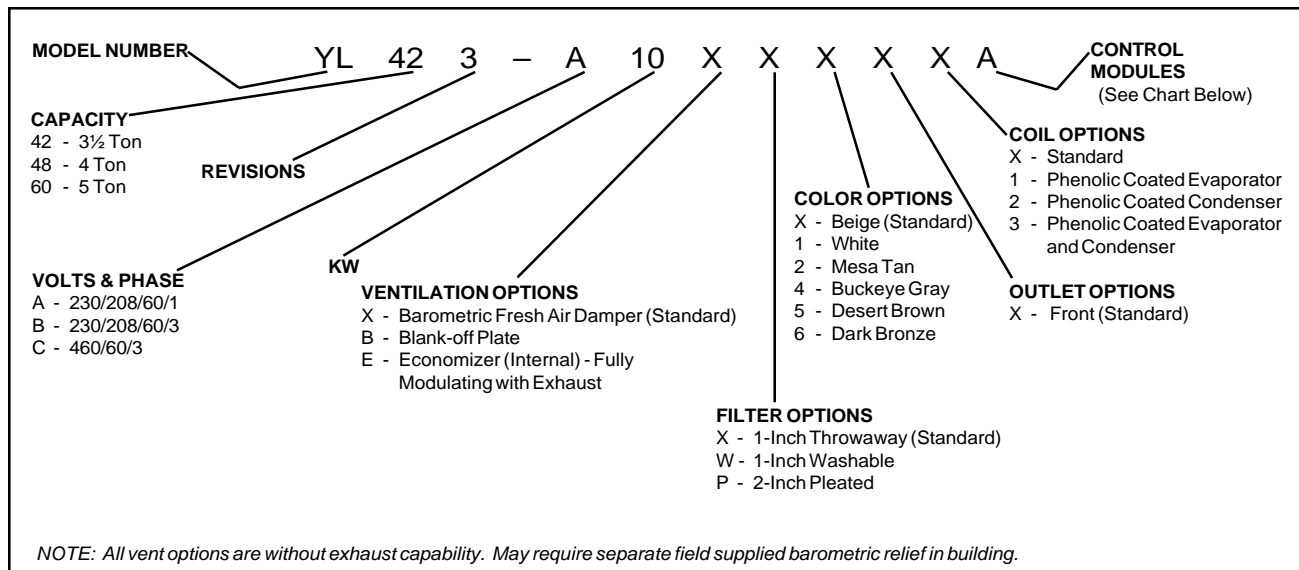 MODEL NUMBER
YL 42 3 – A 10 X X X X X A
CONTROL
MODULES
(See Chart Below)
CAPACITY
42 - 3½ Ton
48 - 4 Ton
60 - 5 Ton
REVISIONS
COIL OPTIONS
X - Standard
1 - Phenolic Coated Evaporator
2 - Phenolic Coated Condenser
3 - Phenolic Coated Evaporator
and Condenser
COLOR OPTIONS
X - Beige (Standard)
1 - White
2 - Mesa Tan
4 - Buckeye Gray
5 - Desert Brown
6 - Dark Bronze
VOLTS & PHASE
A - 230/208/60/1
B - 230/208/60/3
C - 460/60/3
KW
VENTILATION OPTIONS
X - Barometric Fresh Air Damper (Standard)
B - Blank-off Plate
E - Economizer (Internal) - Fully
Modulating with Exhaust
OUTLET OPTIONS
X - Front (Standard)
FILTER OPTIONS
X - 1-Inch Throwaway (Standard)
W - 1-Inch Washable
P - 2-Inch Pleated
NOTE: All vent options are without exhaust capability. May require separate field supplied barometric relief in building.